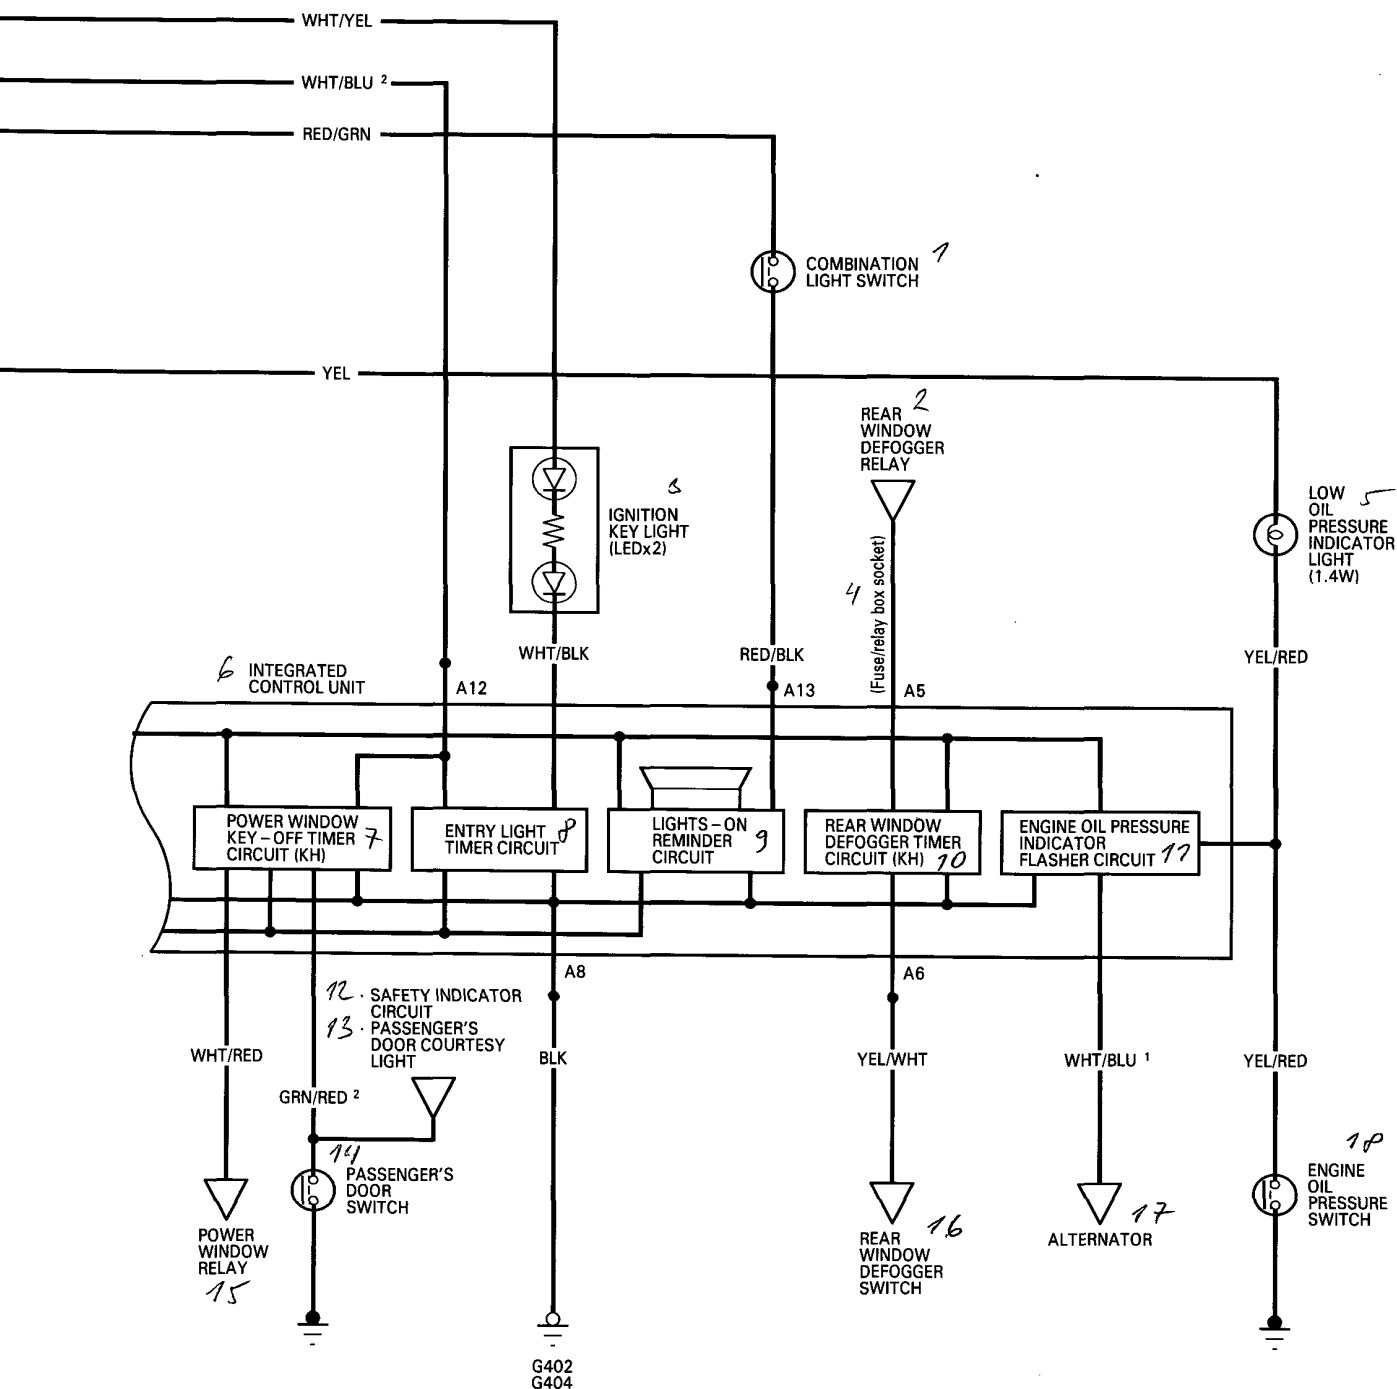 WHT/YEL
WHT/BLU 2
RED/GRN
COMBINATION 1
LIGHT SWITCH
YEL
REAR 2
WINDOW
DEFOGGER
RELAY
3
IGNITION
KEY LIGHT
(LEDx2)
4
(Fuse/relay box socket)
LOW 5
OIL
PRESSURE
INDICATOR
LIGHT
(1.4W)
WHT/BLK
RED/BLK
YEL/RED
6 INTEGRATED
CONTROL UNIT
A12
A13
A5
POWER WINDOW
KEY – OFF TIMER 7
CIRCUIT (KH)
ENTRY LIGHT 8
TIMER CIRCUIT
LIGHTS – ON
REMINDER 9
CIRCUIT
REAR WINDOW
DEFOGGER TIMER
CIRCUIT (KH) 10
ENGINE OIL PRESSURE
INDICATOR
FLASHER CIRCUIT 11
A8
A6
12 · SAFETY INDICATOR
CIRCUIT
13 · PASSENGER'S
DOOR COURTESY
LIGHT
WHT/RED
BLK
YEL/WHT
WHT/BLU 1
YEL/RED
GRN/RED 2
14
PASSENGER'S
DOOR
SWITCH
18
ENGINE
OIL
PRESSURE
SWITCH
POWER
WINDOW
RELAY
15
REAR 16
WINDOW
DEFOGGER
SWITCH
17
ALTERNATOR
G402
G404